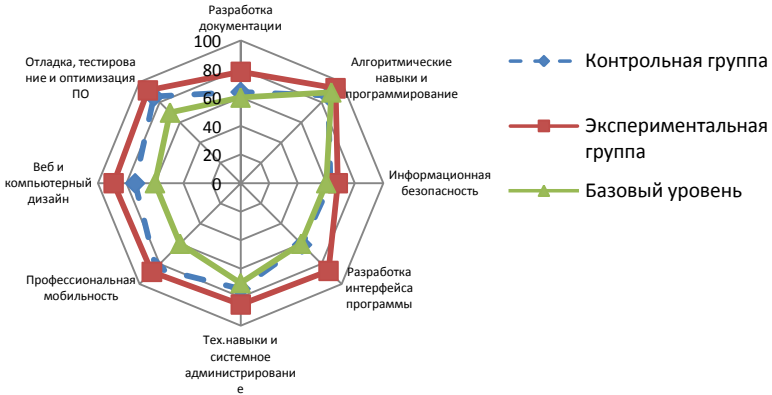 Разработка
документации
100
80
60
40
20
0
Алгоритмические
навыки и
программирование
Информационная
безопасность
Разработка
интерфейса
программы
Тех.навыки и
системное
администрировани
е
Профессиональная
мобильность
Веб и
компьютерный
дизайн
Отладка, тестирова
ние и оптимизация
ПО
Контрольная группа
Экспериментальная
группа
Базовый уровень